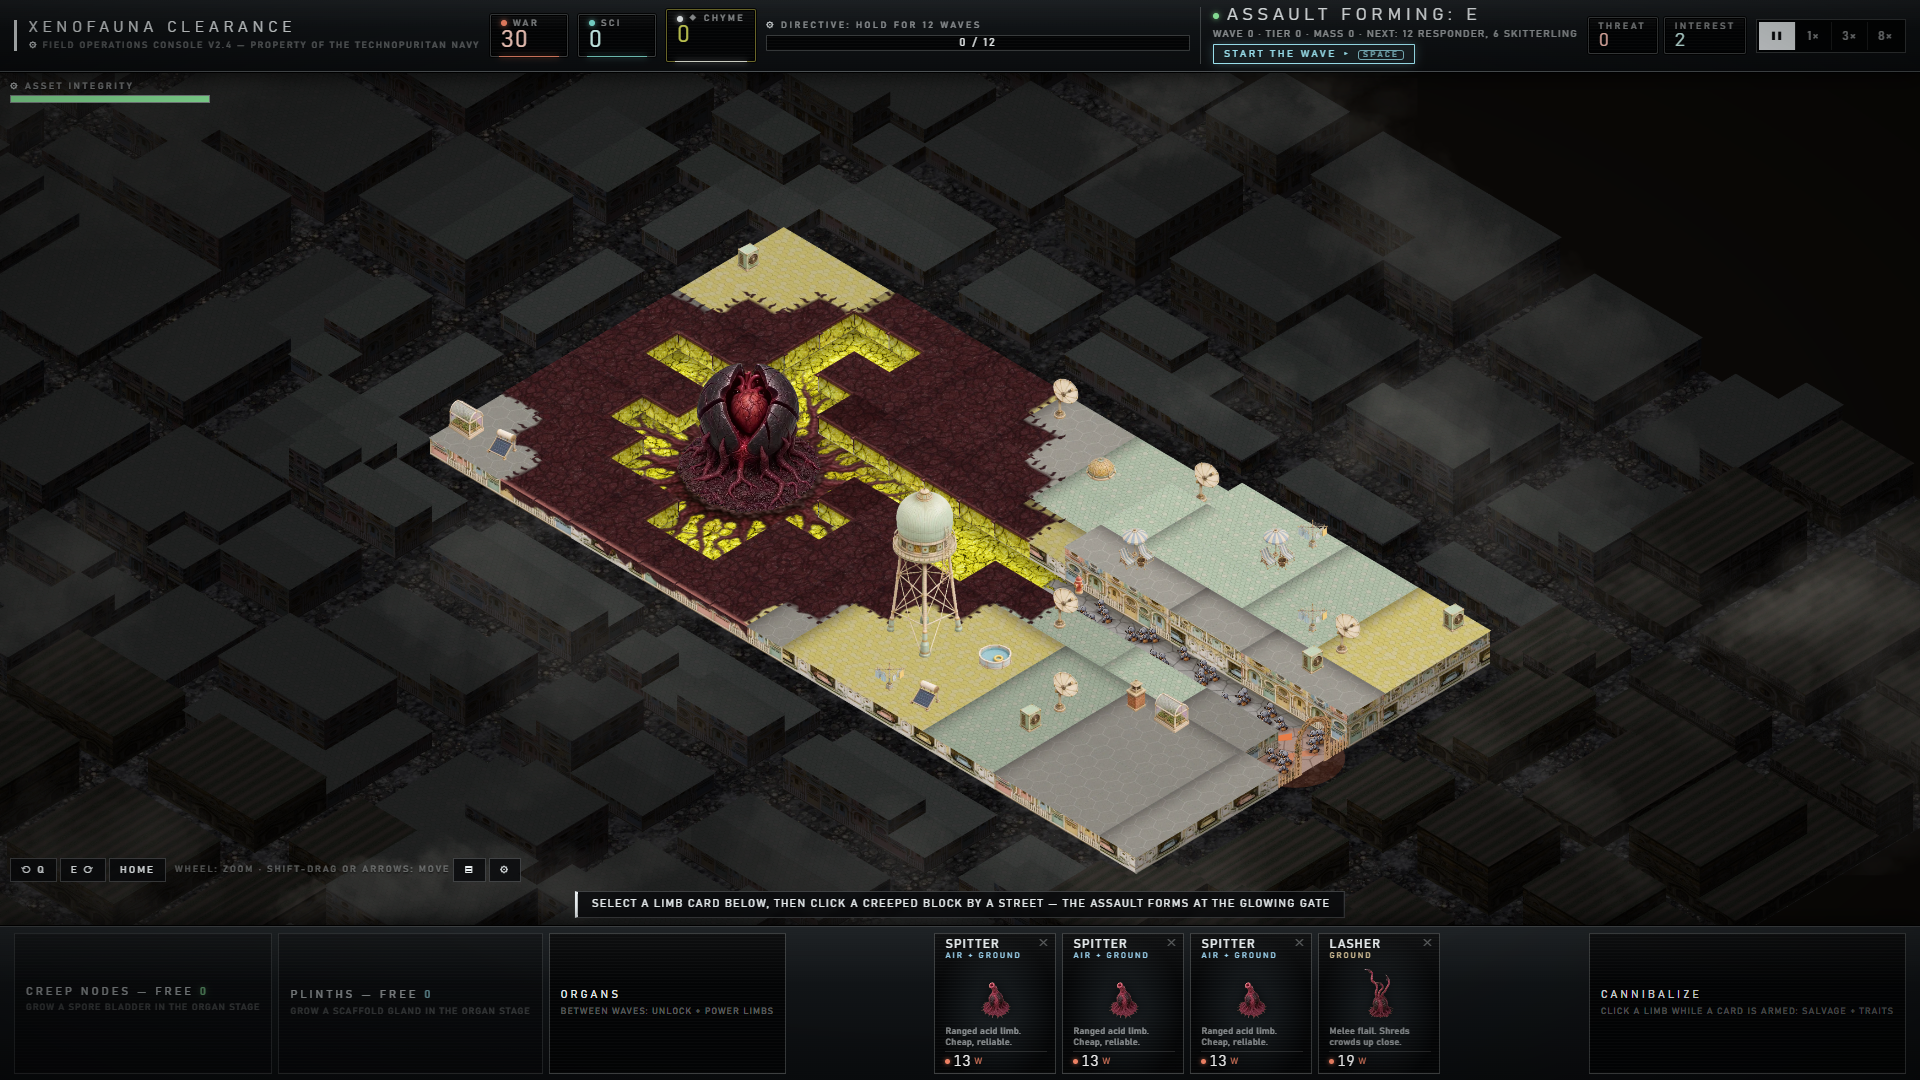 XENOFAUNA CLEARANCE
FIELD OPERATIONS CONSOLE V2.4 — PROPERTY OF THE TECHNOPURITAN NAVY
WAR
30
SCI
0
CHYME
0
DIRECTIVE: HOLD FOR 12 WAVES
0 / 12
ASSAULT FORMING: E
WAVE 0 · TIER 0 · MASS 0 · NEXT: 12 RESPONDER, 6 SKITTERLING
START THE WAVE ▸ SPACE
THREAT
0
INTEREST
2
1×
3×
8×
ASSET INTEGRITY
Q
E
HOME
WHEEL: ZOOM · SHIFT-DRAG OR ARROWS: MOVE
SELECT A LIMB CARD BELOW, THEN CLICK A CREEPED BLOCK BY A STREET — THE ASSAULT FORMS AT THE GLOWING GATE
CREEP NODES — FREE 0
GROW A SPORE BLADDER IN THE ORGAN STAGE
PLINTHS — FREE 0
GROW A SCAFFOLD GLAND IN THE ORGAN STAGE
ORGANS
BETWEEN WAVES: UNLOCK + POWER LIMBS
SPITTER ×
AIR + GROUND
Ranged acid limb.
Cheap, reliable.
13 W
SPITTER ×
AIR + GROUND
Ranged acid limb.
Cheap, reliable.
13 W
SPITTER ×
AIR + GROUND
Ranged acid limb.
Cheap, reliable.
13 W
LASHER ×
GROUND
Melee flail. Shreds
crowds up close.
19 W
CANNIBALIZE
CLICK A LIMB WHILE A CARD IS ARMED: SALVAGE + TRAITS